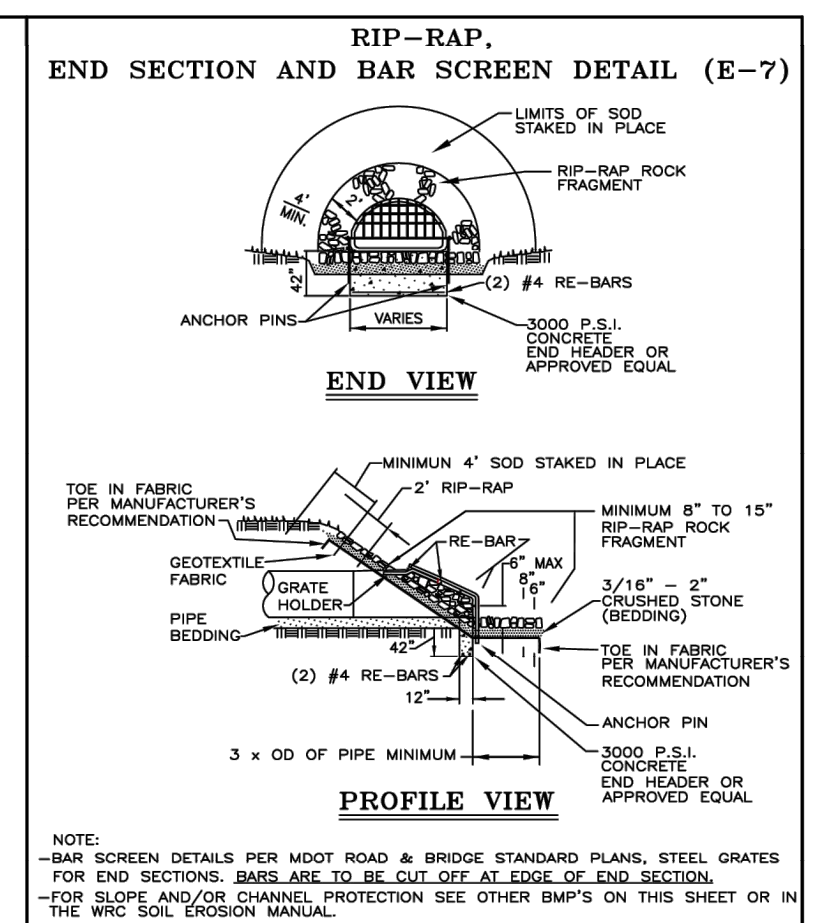 RIP-RAP,
END SECTION AND BAR SCREEN DETAIL (E-7)
LIMITS OF SOD
STAKED IN PLACE
RIP-RAP ROCK
FRAGMENT
4'
MIN.
2'
42"
(2) #4 RE-BARS
ANCHOR PINS
VARIES
3000 P.S.I.
CONCRETE
END HEADER OR
APPROVED EQUAL
END VIEW
MINIMUN 4' SOD STAKED IN PLACE
2' RIP-RAP
TOE IN FABRIC
PER MANUFACTURER'S
RECOMMENDATION
MINIMUM 8" TO 15"
RIP-RAP ROCK
FRAGMENT
RE-BAR
6" MAX
8"
6"
GEOTEXTILE
FABRIC
GRATE
HOLDER
3/16" - 2"
CRUSHED STONE
(BEDDING)
PIPE
BEDDING
42"
TOE IN FABRIC
PER MANUFACTURER'S
RECOMMENDATION
(2) #4 RE-BARS
12"
ANCHOR PIN
3 x OD OF PIPE MINIMUM
3000 P.S.I.
CONCRETE
END HEADER OR
APPROVED EQUAL
PROFILE VIEW
NOTE:
-BAR SCREEN DETAILS PER MDOT ROAD & BRIDGE STANDARD PLANS, STEEL GRATES
FOR END SECTIONS. BARS ARE TO BE CUT OFF AT EDGE OF END SECTION.
-FOR SLOPE AND/OR CHANNEL PROTECTION SEE OTHER BMP'S ON THIS SHEET OR IN
THE WRC SOIL EROSION MANUAL.